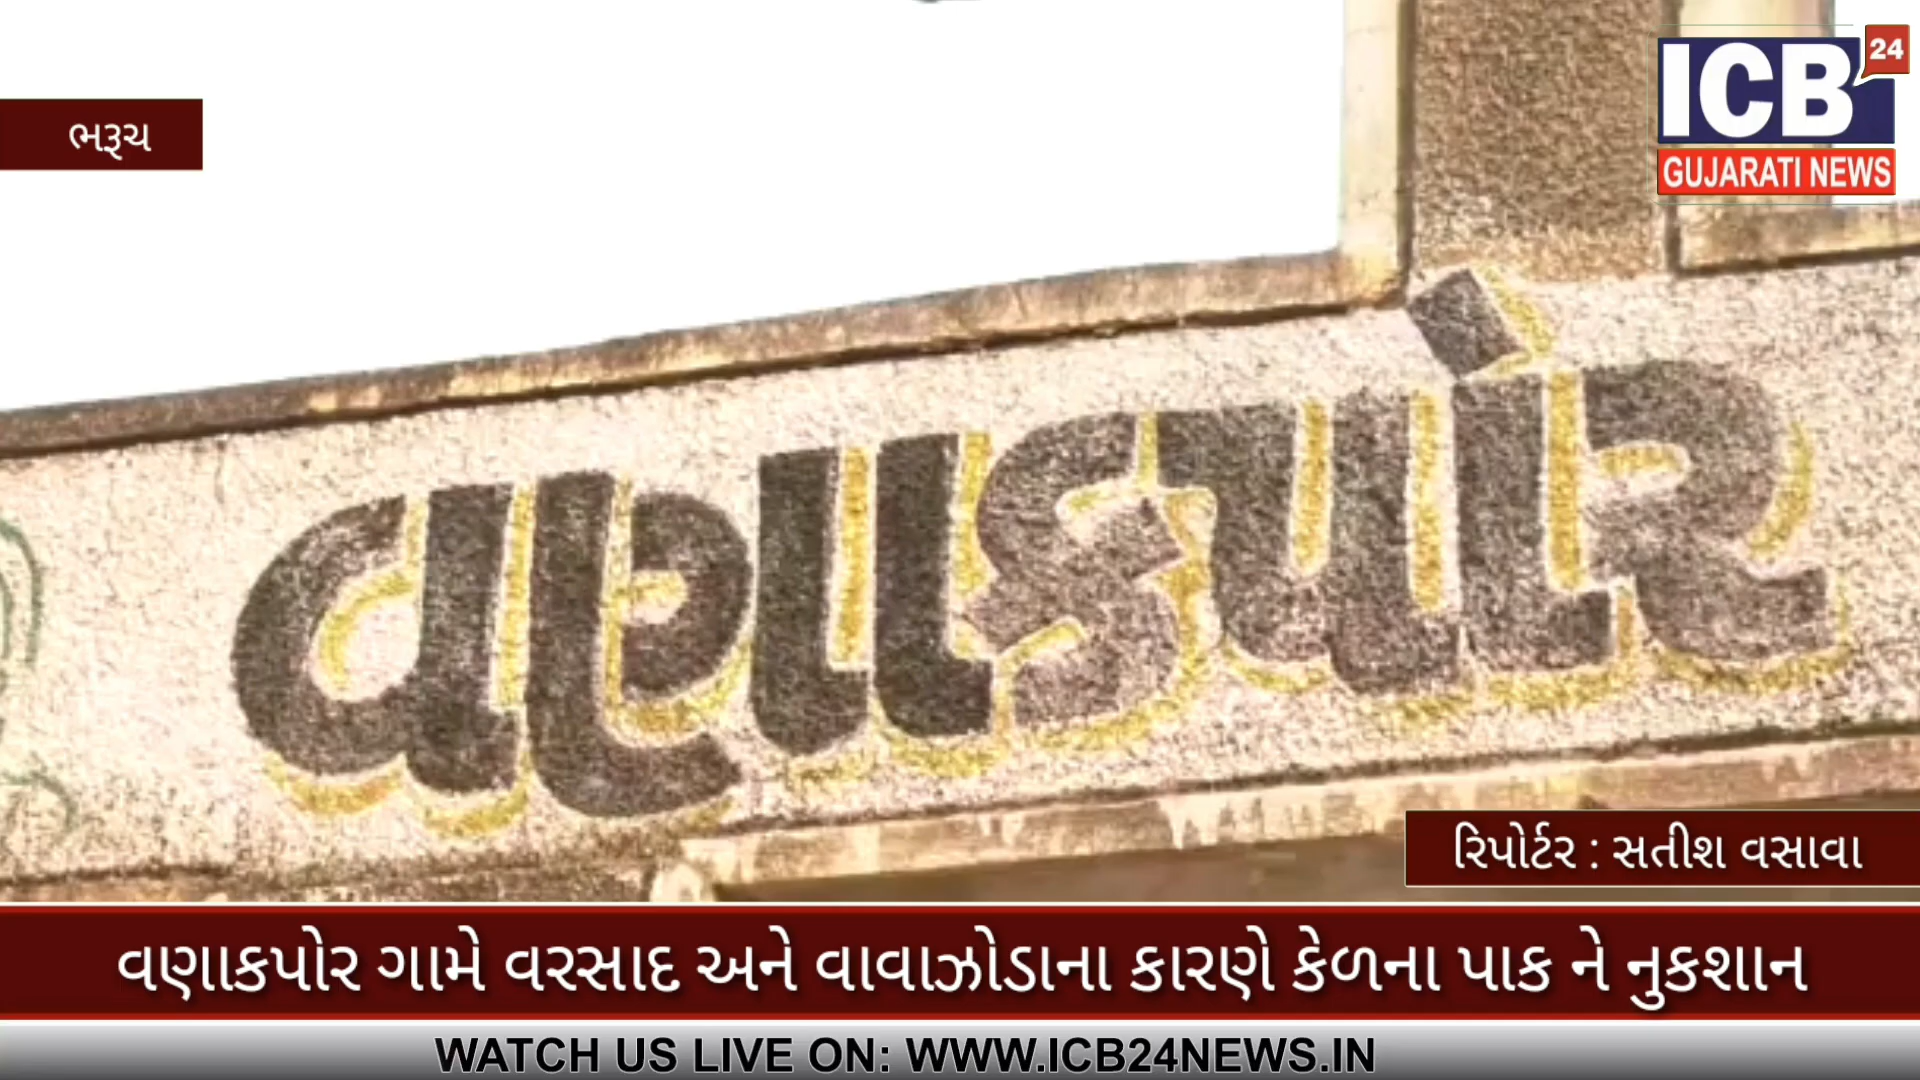 ICB 24
GUJARATI NEWS
ભરૂચ
વણાકપોર
રિપોર્ટર : સતીશ વસાવા
વણાકપોર ગામે વરસાદ અને વાવાઝોડાના કારણે કેળના પાક ને નુકશાન
WATCH US LIVE ON: WWW.ICB24NEWS.IN